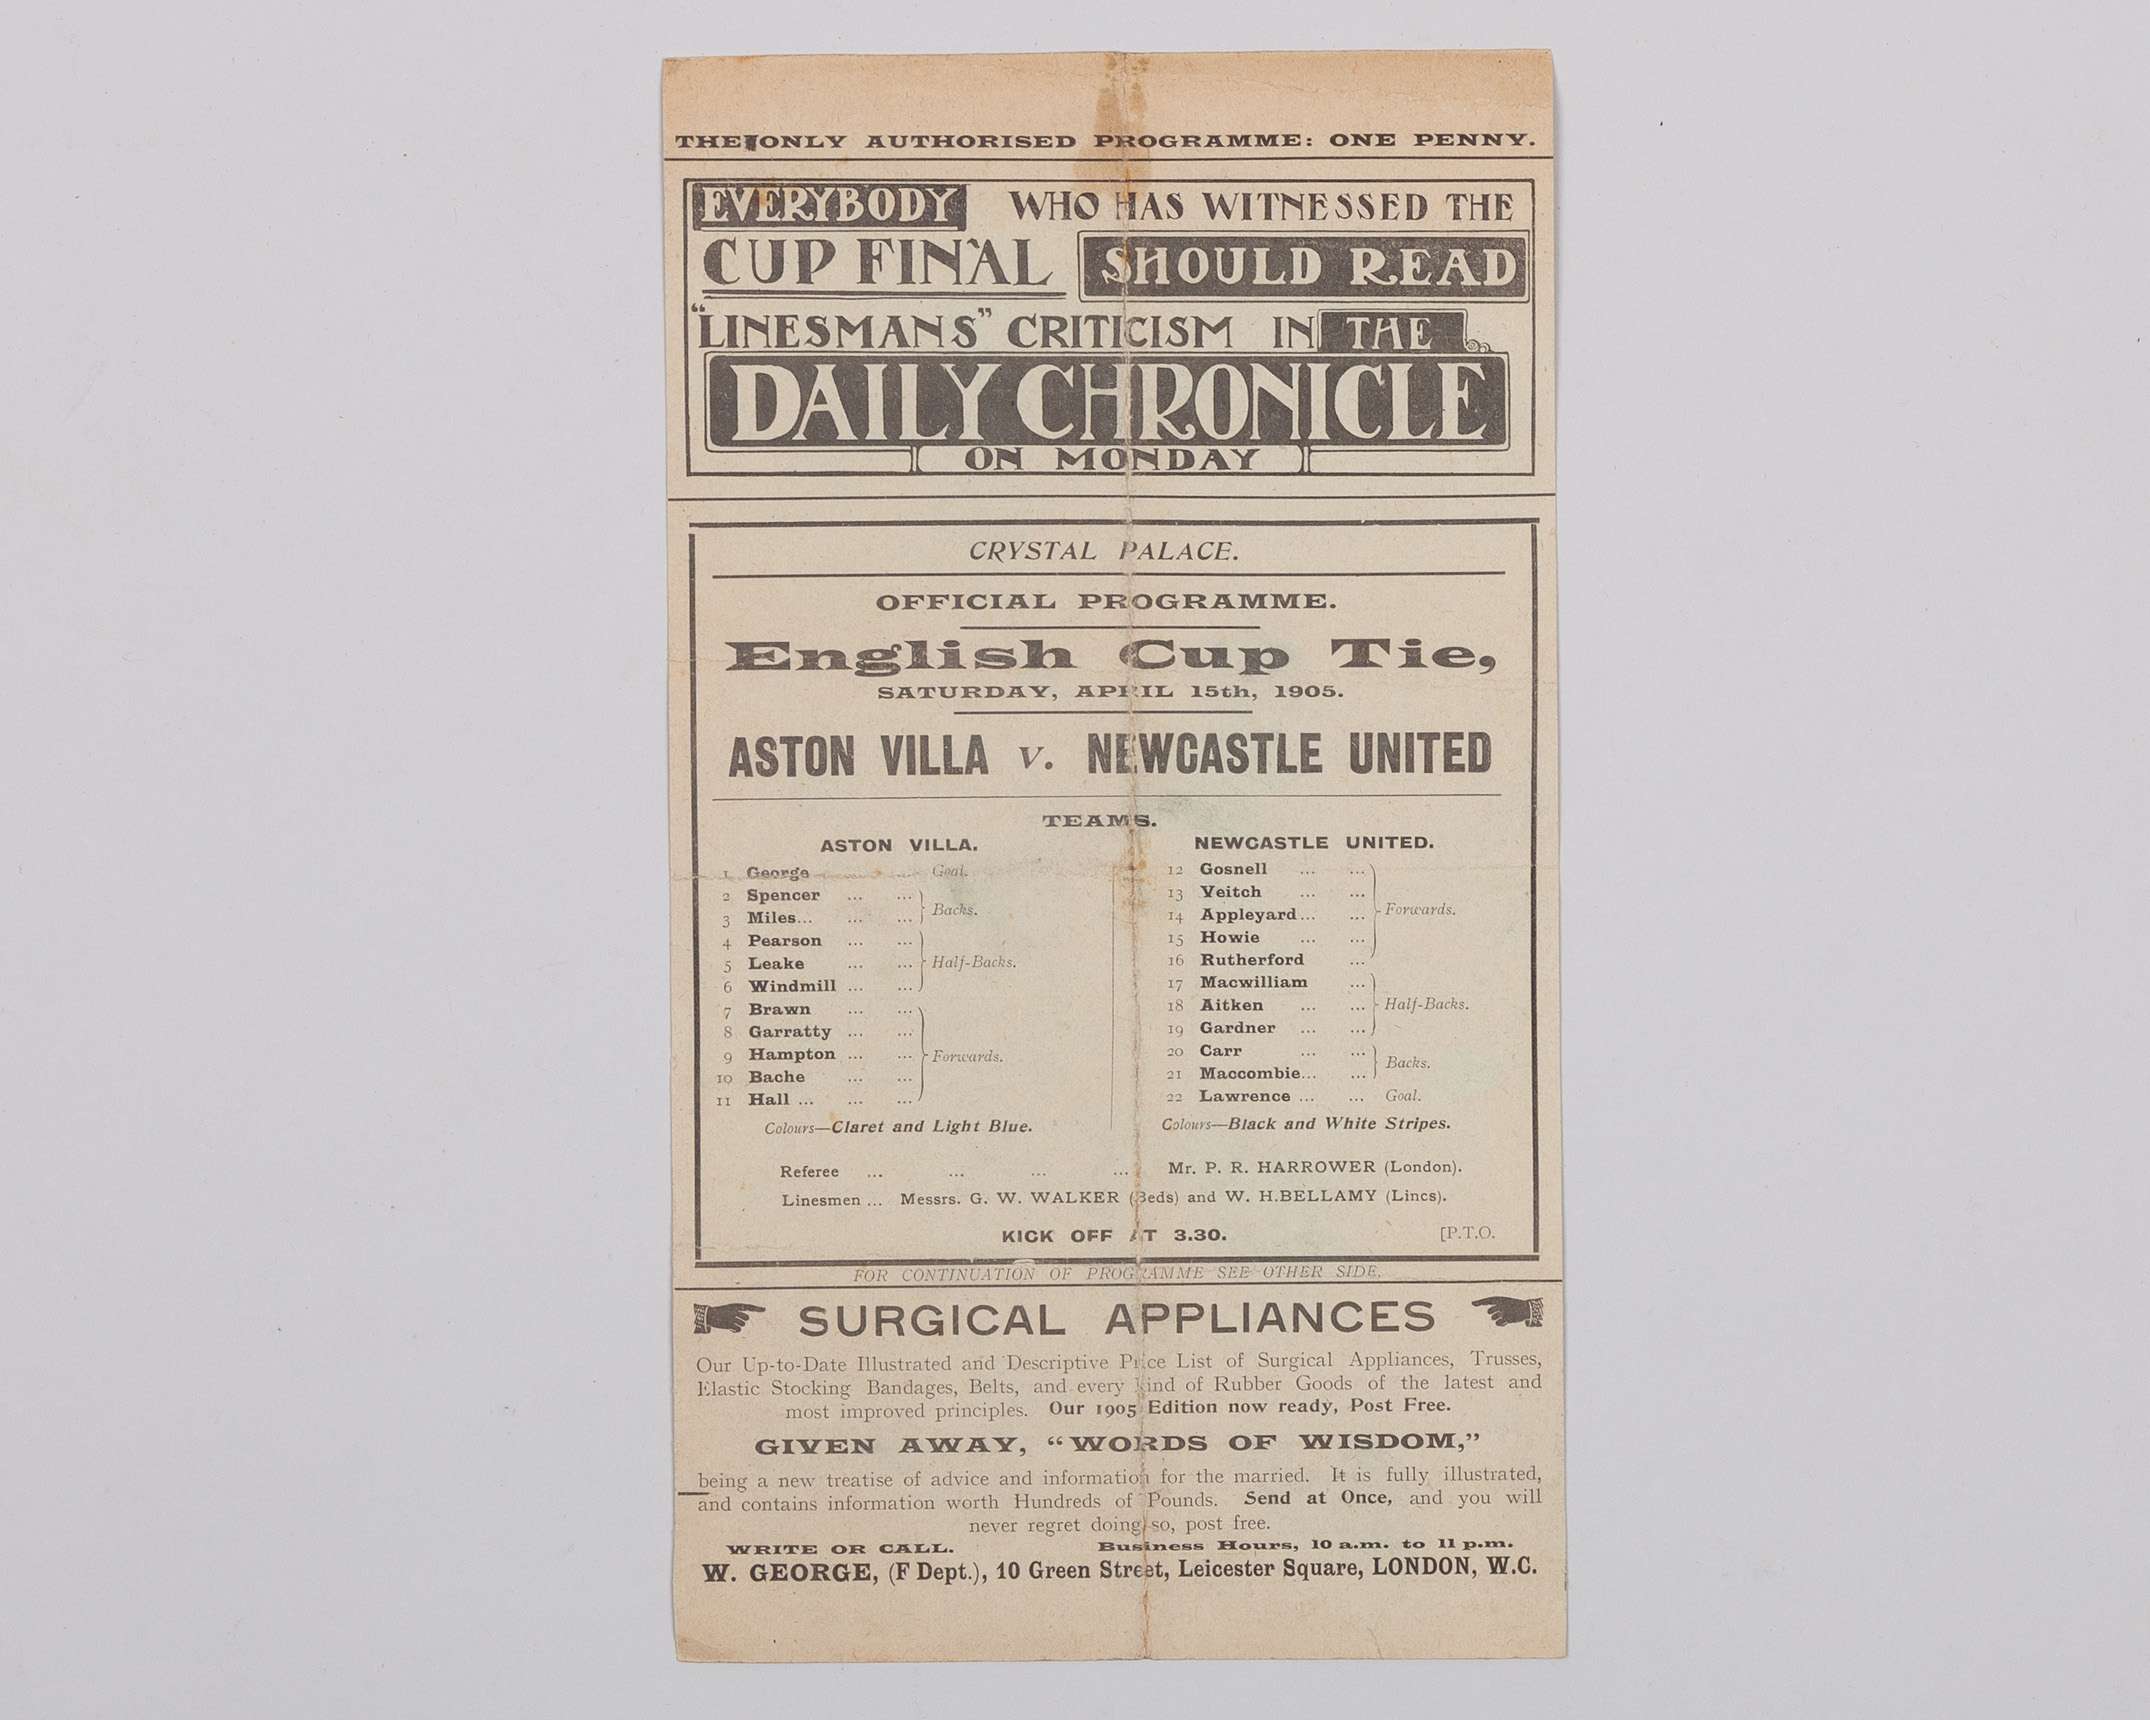 THE ONLY AUTHORISED PROGRAMME: ONE PENNY.
EVERYBODY WHO HAS WITNESSED THE
CUP FINAL SHOULD READ
"LINESMANS" CRITICISM IN THE
DAILY CHRONICLE
ON MONDAY
CRYSTAL PALACE.
OFFICIAL PROGRAMME.
English Cup Tie,
SATURDAY, APRIL 15th, 1905.
ASTON VILLA v. NEWCASTLE UNITED
TEAMS.
ASTON VILLA.
1 George ... ... Goal.
2 Spencer ... ...
3 Miles... ... ...
Backs.
4 Pearson ... ...
5 Leake ... ...
6 Windmill ... ...
Half-Backs.
7 Brawn ... ...
8 Garratty ... ...
9 Hampton ... ...
10 Bache ... ...
11 Hall ... ... ...
Forwards.
Colours—Claret and Light Blue.
NEWCASTLE UNITED.
12 Gosnell ... ...
13 Veitch ... ...
14 Appleyard... ...
15 Howie ... ...
16 Rutherford ...
Forwards.
17 Macwilliam ...
18 Aitken ... ...
19 Gardner ... ...
Half-Backs.
20 Carr ... ...
21 Maccombie... ...
Backs.
22 Lawrence ... ... Goal.
Colours—Black and White Stripes.
Referee ... ... ... ... Mr. P. R. HARROWER (London).
Linesmen ... Messrs. G. W. WALKER (Beds) and W. H.BELLAMY (Lincs).
KICK OFF AT 3.30. [P.T.O.
FOR CONTINUATION OF PROGRAMME SEE OTHER SIDE.
SURGICAL APPLIANCES
Our Up-to-Date Illustrated and Descriptive Price List of Surgical Appliances, Trusses,
Elastic Stocking Bandages, Belts, and every kind of Rubber Goods of the latest and
most improved principles. Our 1905 Edition now ready, Post Free.
GIVEN AWAY, "WORDS OF WISDOM,"
being a new treatise of advice and information for the married. It is fully illustrated,
and contains information worth Hundreds of Pounds. Send at Once, and you will
never regret doing so, post free.
WRITE OR CALL. Business Hours, 10 a.m. to 11 p.m.
W. GEORGE, (F Dept.), 10 Green Street, Leicester Square, LONDON, W.C.